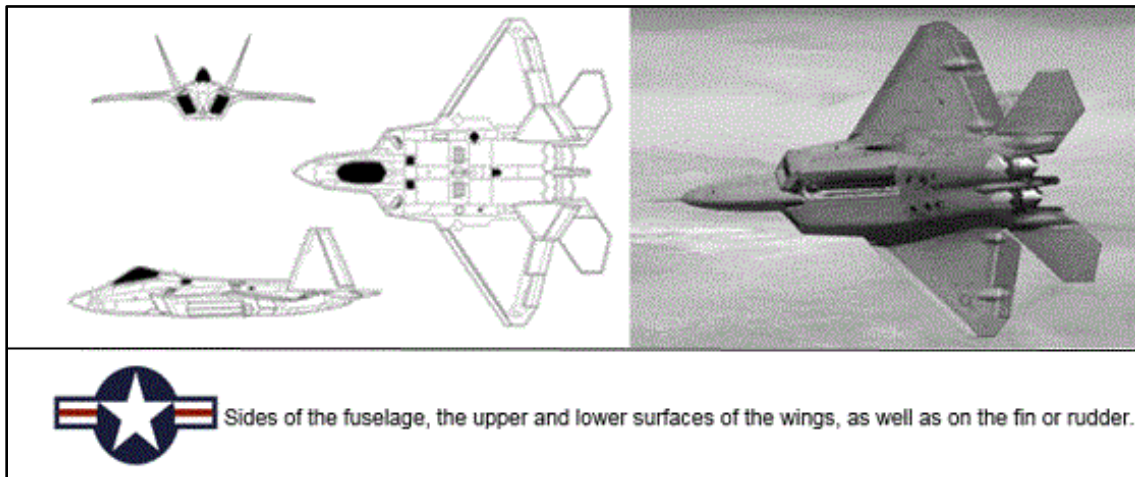 Sides of the fuselage, the upper and lower surfaces of the wings, as well as on the fin or rudder.